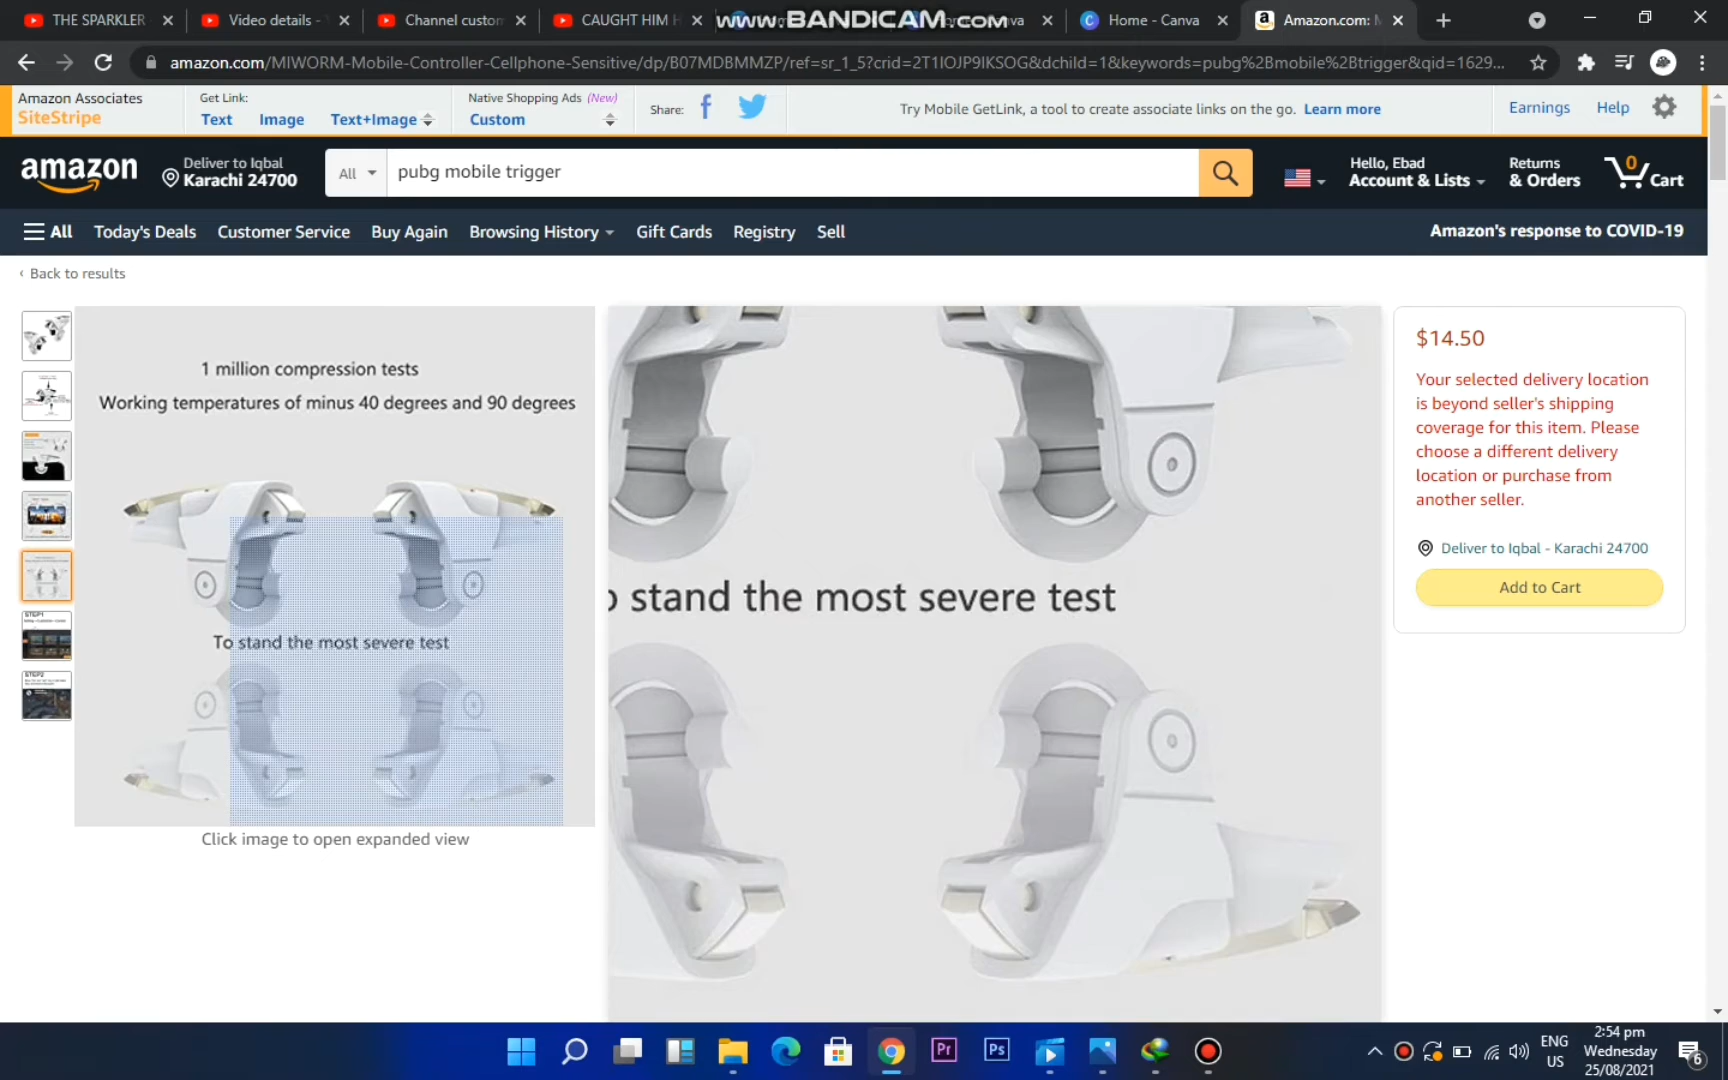 THE SPARKLER
Video details -
Channel custom
CAUGHT HIM H
www.BANDICAM.com
Home - Canva
Amazon.com: M
amazon.com/MIWORM-Mobile-Controller-Cellphone-Sensitive/dp/B07MDBMMZP/ref=sr_1_5?crid=2T1IOJP9IKSOG&dchild=1&keywords=pubg%2Bmobile%2Btrigger&qid=1629...
Amazon Associates
SiteStripe
Get Link:
Text Image Text+Image
Native Shopping Ads (New)
Custom
Share:
Try Mobile GetLink, a tool to create associate links on the go. Learn more
Earnings Help
amazon
Deliver to Iqbal
Karachi 24700
All
pubg mobile trigger
Hello, Ebad
Account & Lists
Returns
& Orders
0
Cart
All Today's Deals Customer Service Buy Again Browsing History Gift Cards Registry Sell
Amazon's response to COVID-19
‹ Back to results
1 million compression tests
Working temperatures of minus 40 degrees and 90 degrees
To stand the most severe test
Click image to open expanded view
STEP1
STEP2
stand the most severe test
$14.50
Your selected delivery location
is beyond seller's shipping
coverage for this item. Please
choose a different delivery
location or purchase from
another seller.
Deliver to Iqbal - Karachi 24700
Add to Cart
Pr
Ps
ENG
US
2:54 pm
Wednesday
25/08/2021
6